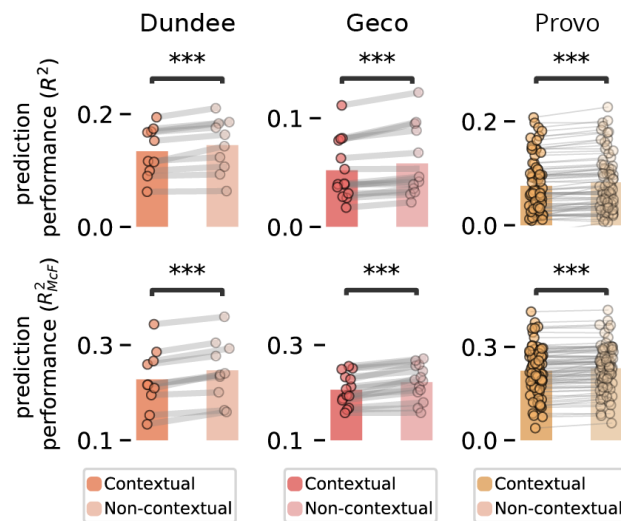 Dundee
Geco
Provo
***
***
***
prediction
performance (R²)
0.2
0.0
0.1
0.0
0.2
0.0
***
***
***
prediction
performance (R²McF)
0.3
0.1
0.3
0.1
0.3
0.0
Contextual
Non-contextual
Contextual
Non-contextual
Contextual
Non-contextual